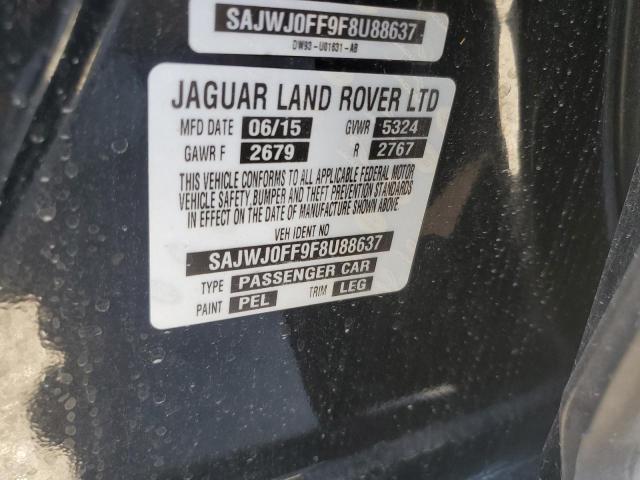 SAJWJ0FF9F8U88637
DW93-U01631-AB
JAGUAR LAND ROVER LTD
MFD DATE 06/15 GVWR 5324
GAWR F 2679 R 2767
THIS VEHICLE CONFORMS TO ALL APPLICABLE FEDERAL MOTOR
VEHICLE SAFETY, BUMPER AND THEFT PREVENTION STANDARDS
IN EFFECT ON THE DATE OF MANUFACTURE SHOWN ABOVE
VEH IDENT NO
SAJWJ0FF9F8U88637
TYPE PASSENGER CAR
PAINT PEL TRIM LEG